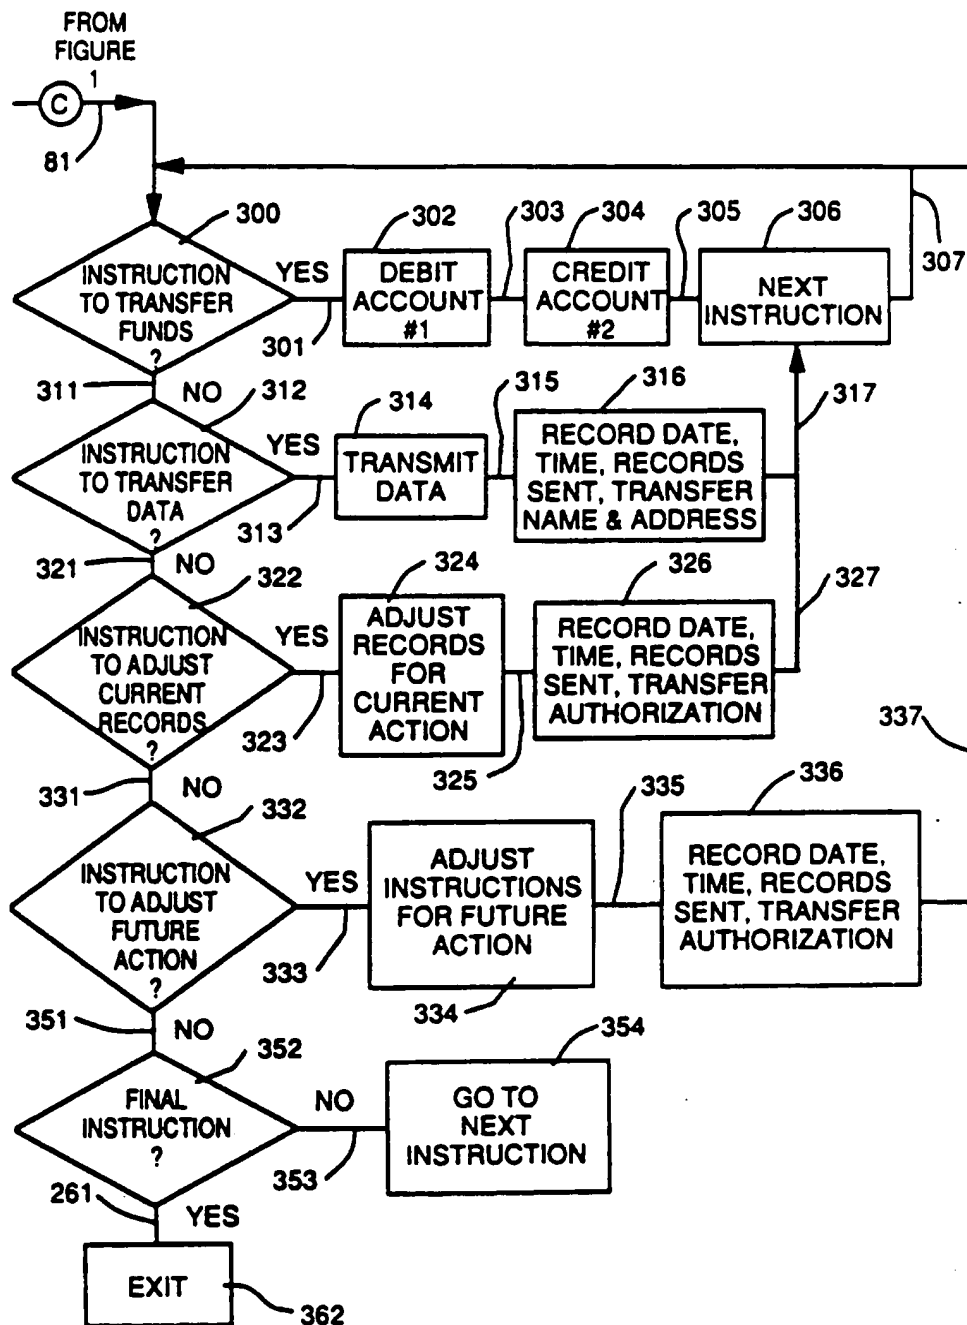 FROM
FIGURE
1
C
81
300
INSTRUCTION
TO TRANSFER
FUNDS
?
YES
301
302
DEBIT
ACCOUNT
#1
303
304
CREDIT
ACCOUNT
#2
305
306
NEXT
INSTRUCTION
307
311
NO
312
INSTRUCTION
TO TRANSFER
DATA
?
YES
313
314
TRANSMIT
DATA
315
316
RECORD DATE,
TIME, RECORDS
SENT, TRANSFER
NAME & ADDRESS
317
321
NO
322
INSTRUCTION
TO ADJUST
CURRENT
RECORDS
?
YES
323
324
ADJUST
RECORDS
FOR
CURRENT
ACTION
325
326
RECORD DATE,
TIME, RECORDS
SENT, TRANSFER
AUTHORIZATION
327
331
NO
332
INSTRUCTION
TO ADJUST
FUTURE
ACTION
?
YES
333
ADJUST
INSTRUCTIONS
FOR FUTURE
ACTION
334
335
336
RECORD DATE,
TIME, RECORDS
SENT, TRANSFER
AUTHORIZATION
337
351
NO
352
FINAL
INSTRUCTION
?
NO
353
354
GO TO
NEXT
INSTRUCTION
261
YES
EXIT
362